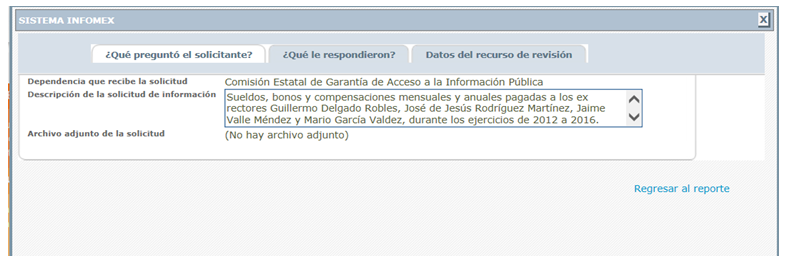 SISTEMA INFOMEX
X
¿Qué preguntó el solicitante? ¿Qué le respondieron? Datos del recurso de revisión
Dependencia que recibe la solicitud Comisión Estatal de Garantía de Acceso a la Información Pública
Descripción de la solicitud de información
Sueldos, bonos y compensaciones mensuales y anuales pagadas a los ex
rectores Guillermo Delgado Robles, José de Jesús Rodríguez Martínez, Jaime
Valle Méndez y Mario García Valdez, durante los ejercicios de 2012 a 2016.
Archivo adjunto de la solicitud (No hay archivo adjunto)
Regresar al reporte